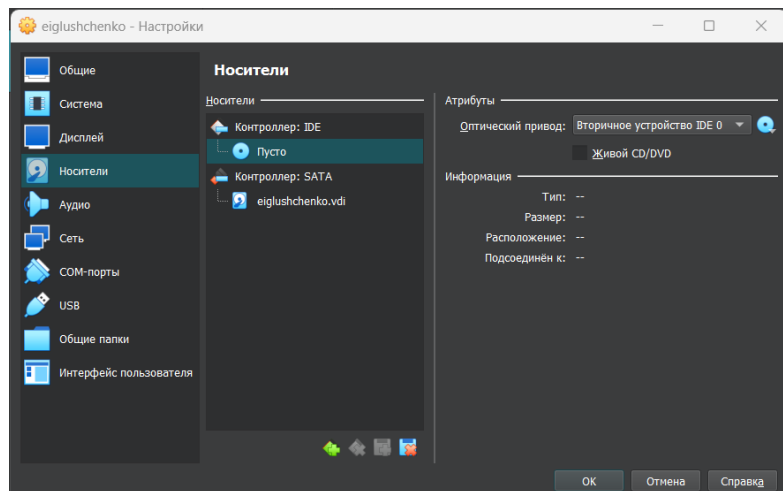 eiglushchenko - Настройки
Общие
Система
Дисплей
Носители
Аудио
Сеть
COM-порты
USB
Общие папки
Интерфейс пользователя
Носители
Носители
Контроллер: IDE
Пусто
Контроллер: SATA
eiglushchenko.vdi
Атрибуты
Оптический привод: Вторичное устройство IDE 0
Живой CD/DVD
Информация
Тип: --
Размер: --
Расположение: --
Подсоединён к: --
OK Отмена Справка